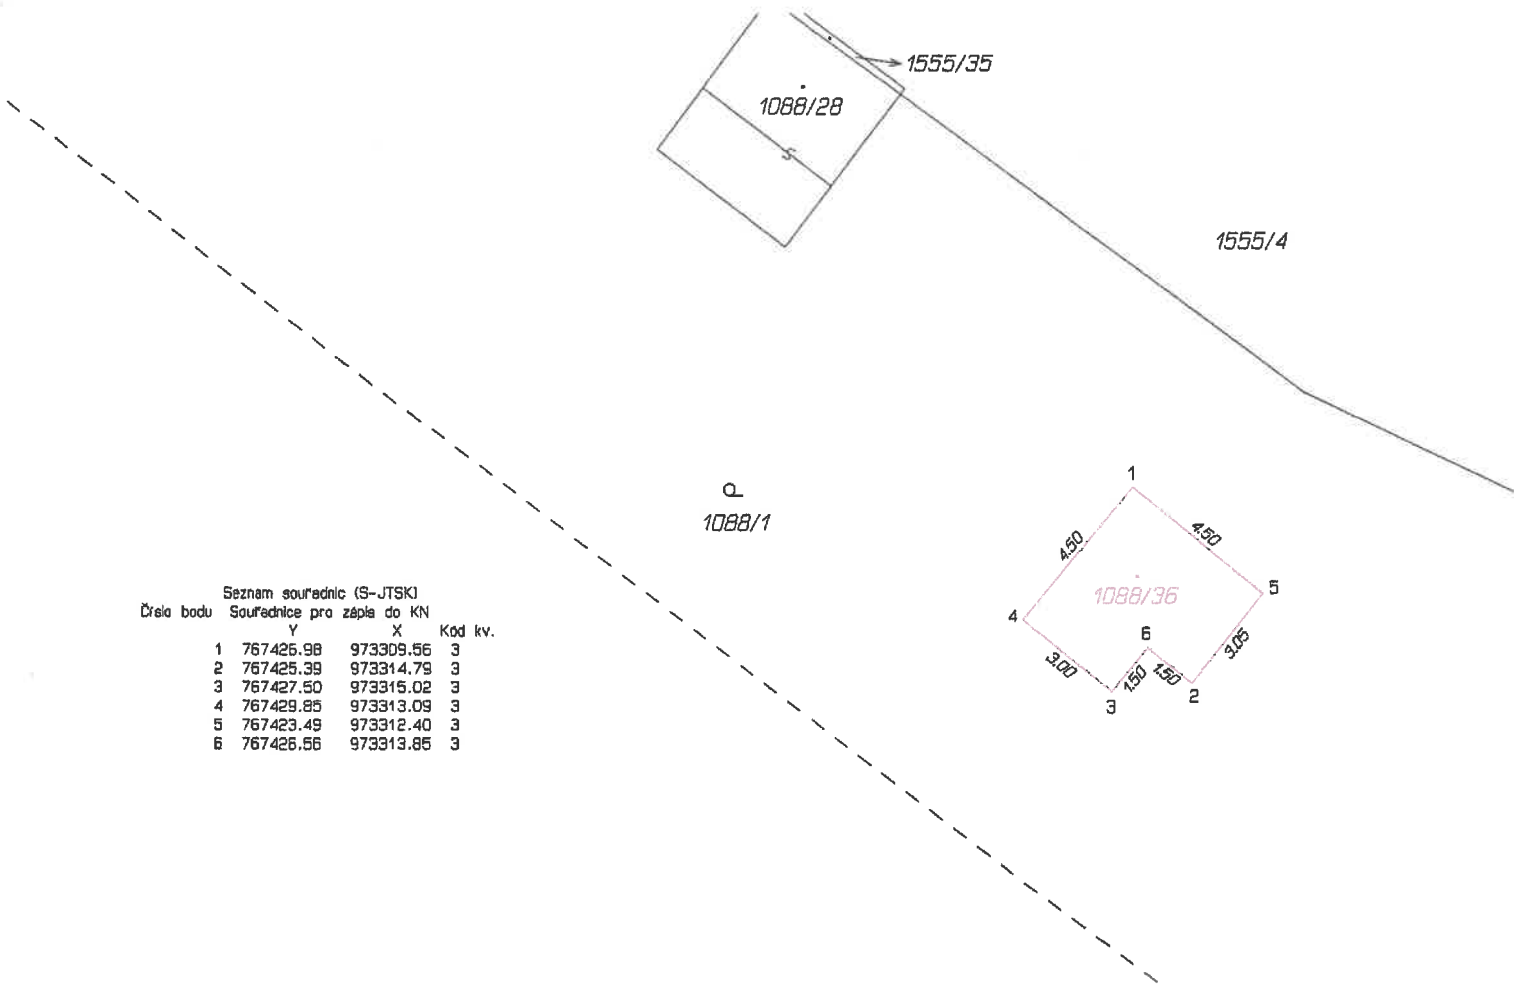 1555/35
1088/28
S
1555/4
1
4.50
4.50
1088/1
5
1088/36
4
6
3.05
3.00
1.50
1.50
2
3
Seznam souřadnic (S-JTSK)
Číslo bodu Souřadnice pro zápis do KN
Y X Kód kv.
1 767426.98 973309.56 3
2 767425.39 973314.79 3
3 767427.50 973315.02 3
4 767429.85 973313.09 3
5 767423.49 973312.40 3
6 767426.56 973313.85 3